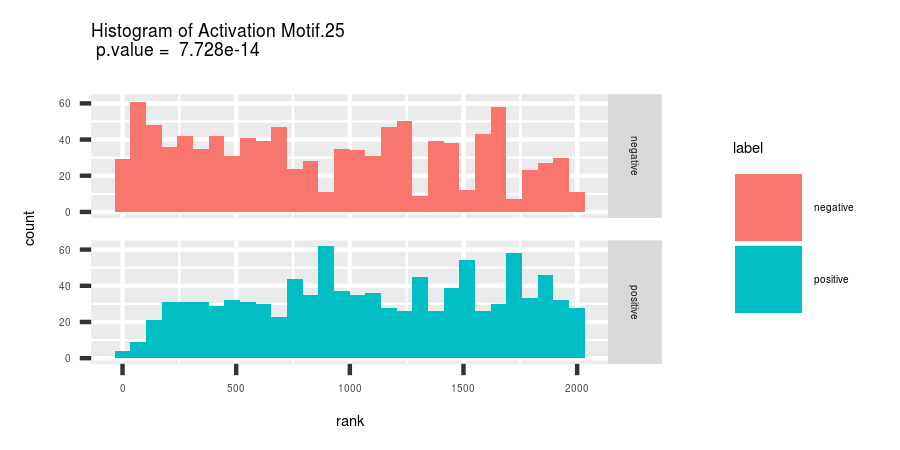 Histogram of Activation Motif.25
p.value = 7.728e-14
60
40
20
0
negative
60
40
20
0
positive
count
0 500 1000 1500 2000
rank
label
negative
positive